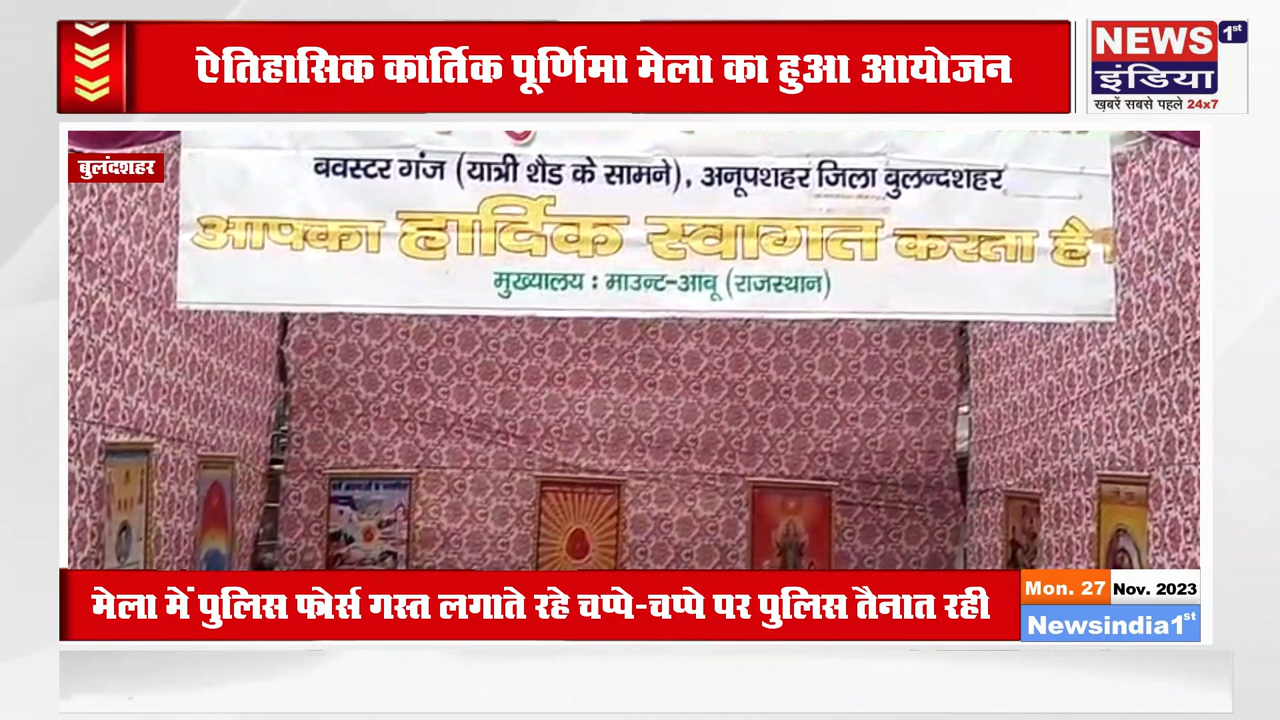 ऐतिहासिक कार्तिक पूर्णिमा मेला का हुआ आयोजन
NEWS 1st
इंडिया
ख़बरें सबसे पहले 24x7
बुलंदशहर
बवस्टर गंज (यात्री शैड के सामने), अनूपशहर जिला बुलन्दशहर
आपका हार्दिक स्वागत करता है।
मुख्यालय : माउन्ट-आबू (राजस्थान)
मेला में पुलिस फोर्स गस्त लगाते रहे चप्पे-चप्पे पर पुलिस तैनात रही
Mon. 27 Nov. 2023
Newsindia1st